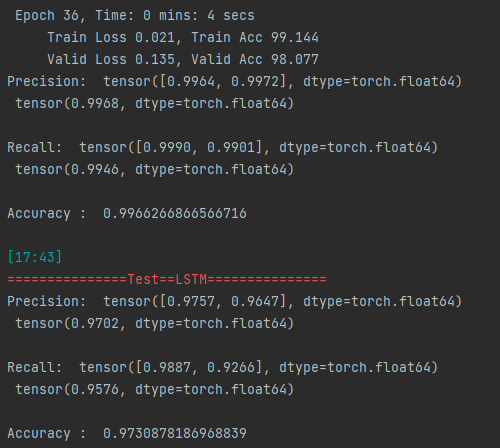 Epoch 36, Time: 0 mins: 4 secs
Train Loss 0.021, Train Acc 99.144
Valid Loss 0.135, Valid Acc 98.077
Precision:  tensor([0.9964, 0.9972], dtype=torch.float64)
tensor(0.9968, dtype=torch.float64)
Recall:  tensor([0.9990, 0.9901], dtype=torch.float64)
tensor(0.9946, dtype=torch.float64)
Accuracy :  0.9966266866566716
[17:43]
===============Test==LSTM===============
Precision:  tensor([0.9757, 0.9647], dtype=torch.float64)
tensor(0.9702, dtype=torch.float64)
Recall:  tensor([0.9887, 0.9266], dtype=torch.float64)
tensor(0.9576, dtype=torch.float64)
Accuracy :  0.9730878186968839